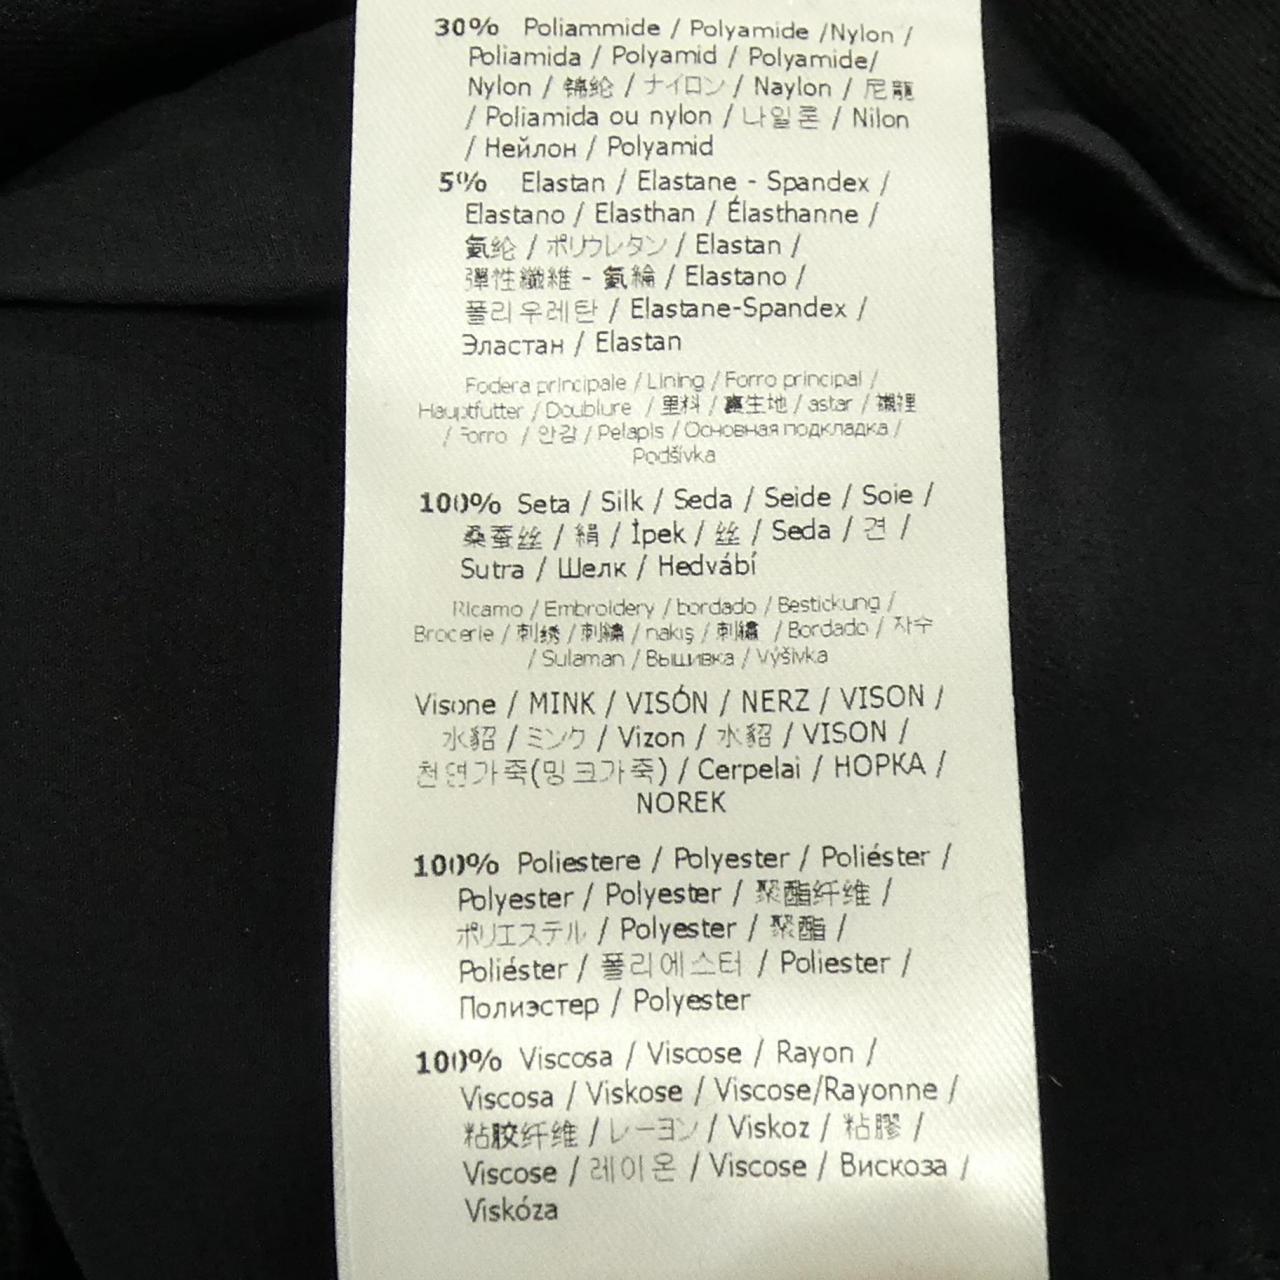 30% Poliammide / Polyamide /Nylon /
Poliamida / Polyamid / Polyamide/
Nylon / 锦纶 / ナイロン / Naylon / 尼龍
/ Poliamida ou nylon / 나일론 / Nilon
/ Нейлон / Polyamid
5% Elastan / Elastane - Spandex /
Elastano / Elasthan / Élasthanne /
氨纶 / ポリウレタン / Elastan /
彈性纖維 - 氨綸 / Elastano /
폴리우레탄 / Elastane-Spandex /
Эластан / Elastan
Fodera principale / Lining / Forro principal /
Hauptfutter / Doublure / 里料 / 裏生地 / astar / 襯裡
/ Forro / 안감 / Pelapis / Основная подкладка /
Podšívka
100% Seta / Silk / Seda / Seide / Soie /
桑蚕丝 / 絹 / İpek / 丝 / Seda / 견 /
Sutra / Шелк / Hedvábí
Ricamo / Embroidery / bordado / Bestickung /
Brocerie / 刺绣 / 刺繍 / nakış / 刺繡 / Bordado / 자수
/ Sulaman / Вышивка / Výšivka
Visone / MINK / VISÓN / NERZ / VISON /
水貂 / ミンク / Vizon / 水貂 / VISON /
천연가죽(밍크가죽) / Cerpelai / НОРКА /
NOREK
100% Poliestere / Polyester / Poliéster /
Polyester / Polyester / 聚酯纤维 /
ポリエステル / Polyester / 聚酯 /
Poliéster / 폴리에스터 / Poliester /
Полиэстер / Polyester
100% Viscosa / Viscose / Rayon /
Viscosa / Viskose / Viscose/Rayonne /
粘胶纤维 / レーヨン / Viskoz / 粘膠 /
Viscose / 레이온 / Viscose / Вискоза /
Viskóza